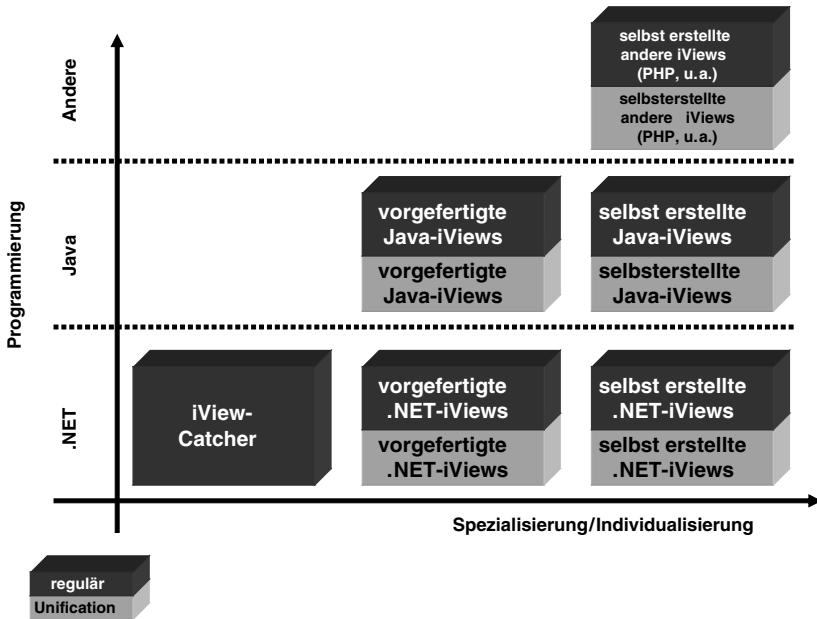 selbst erstellte
andere iViews
(PHP, u.a.)
selbsterstellte
andere iViews
(PHP, u.a.)
Andere
vorgefertigte
Java-iViews
vorgefertigte
Java-iViews
selbst erstellte
Java-iViews
selbsterstellte
Java-iViews
Java
Programmierung
iView-
Catcher
vorgefertigte
.NET-iViews
vorgefertigte
.NET-iViews
selbst erstellte
.NET-iViews
selbst erstellte
.NET-iViews
.NET
Spezialisierung/Individualisierung
regulär
Unification